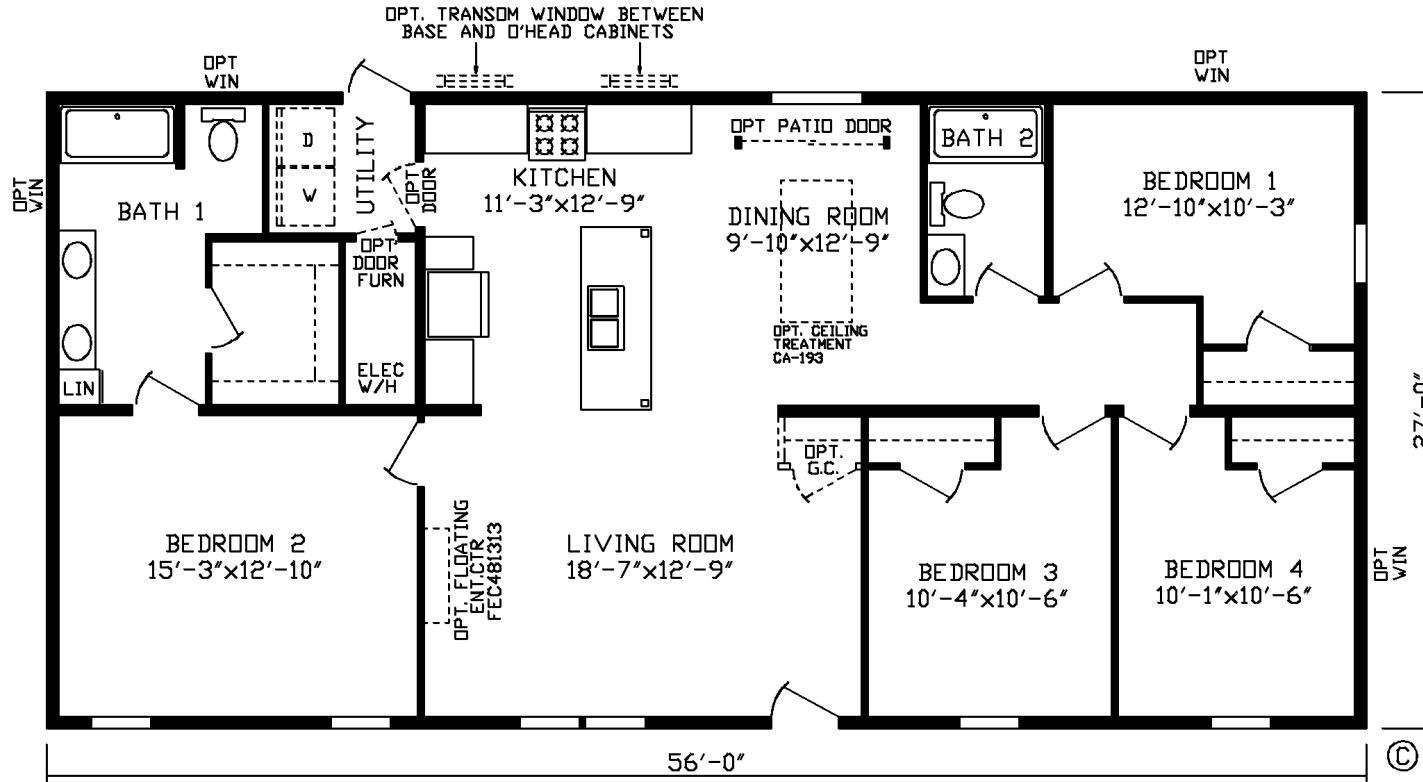 OPT. TRANSOM WINDOW BETWEEN
BASE AND O'HEAD CABINETS
OPT
WIN
OPT
WIN
OPT
WIN
D
W
UTILITY
OPT
DOOR
BATH 1
LIN
OPT
DOOR
FURN
ELEC
W/H
KITCHEN
11'-3"x12'-9"
OPT PATIO DOOR
DINING ROOM
9'-10"x12'-9"
OPT. CEILING
TREATMENT
CA-193
BATH 2
BEDROOM 1
12'-10"x10'-3"
BEDROOM 2
15'-3"x12'-10"
OPT. FLOATING
ENT.CTR
FEC481313
LIVING ROOM
18'-7"x12'-9"
OPT.
G.C.
BEDROOM 3
10'-4"x10'-6"
BEDROOM 4
10'-1"x10'-6"
OPT
WIN
56'-0"
C